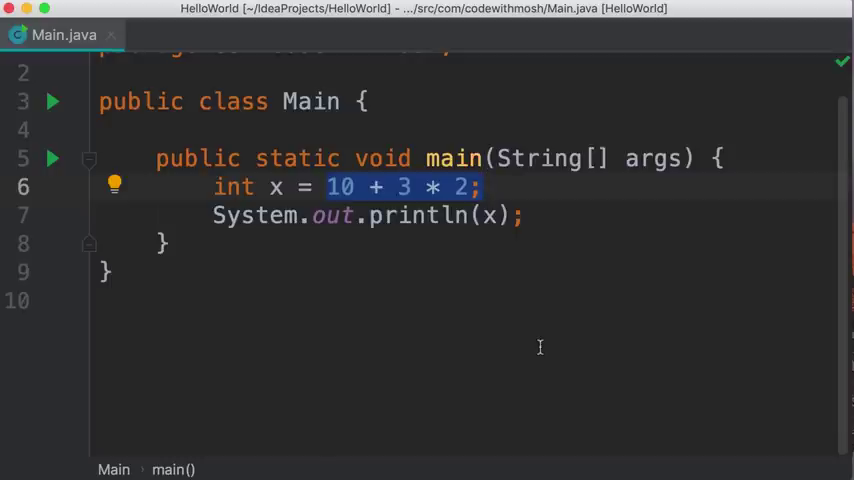 HelloWorld [~/IdeaProjects/HelloWorld] - .../src/com/codewithmosh/Main.java [HelloWorld]
Main.java
2
3 public class Main {
4
5 public static void main(String[] args) {
6 int x = 10 + 3 * 2;
7 System.out.println(x);
8 }
9 }
10
Main › main()